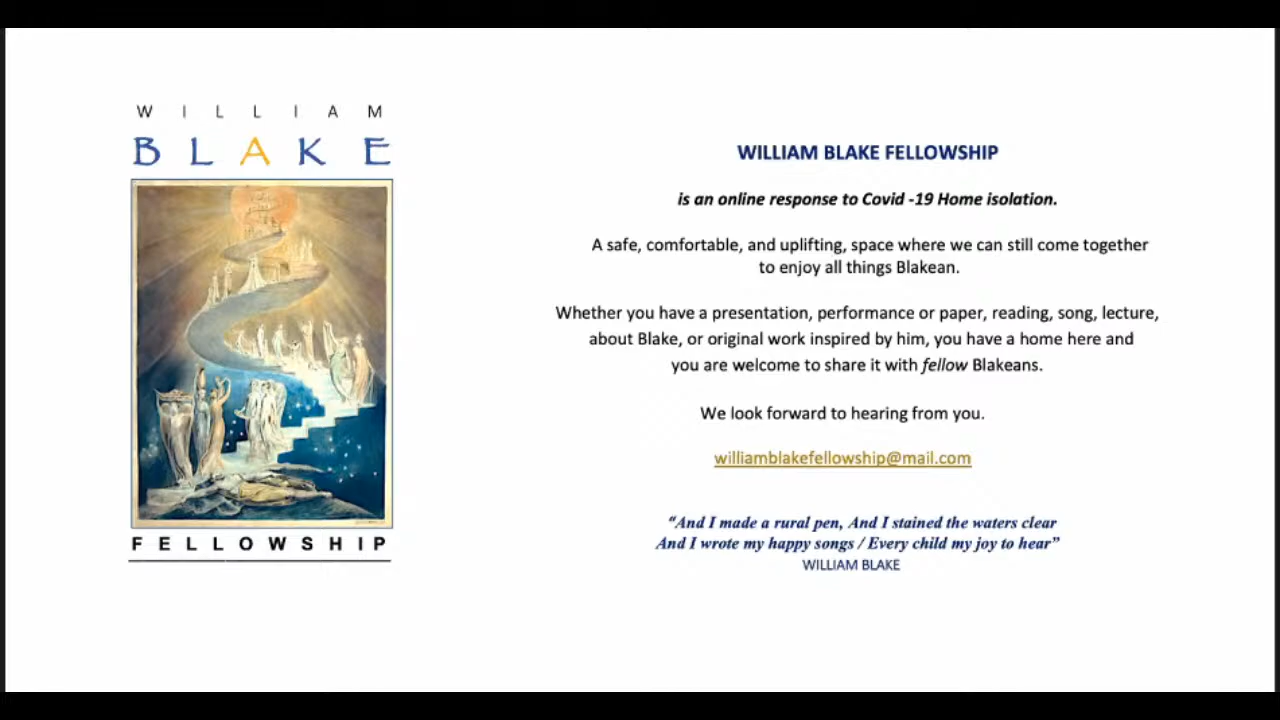 W I L L I A M
B L A K E
F E L L O W S H I P
WILLIAM BLAKE FELLOWSHIP
is an online response to Covid -19 Home isolation.
A safe, comfortable, and uplifting, space where we can still come together
to enjoy all things Blakean.
Whether you have a presentation, performance or paper, reading, song, lecture,
about Blake, or original work inspired by him, you have a home here and
you are welcome to share it with fellow Blakeans.
We look forward to hearing from you.
williamblakefellowship@mail.com
“And I made a rural pen, And I stained the waters clear
And I wrote my happy songs / Every child my joy to hear”
WILLIAM BLAKE